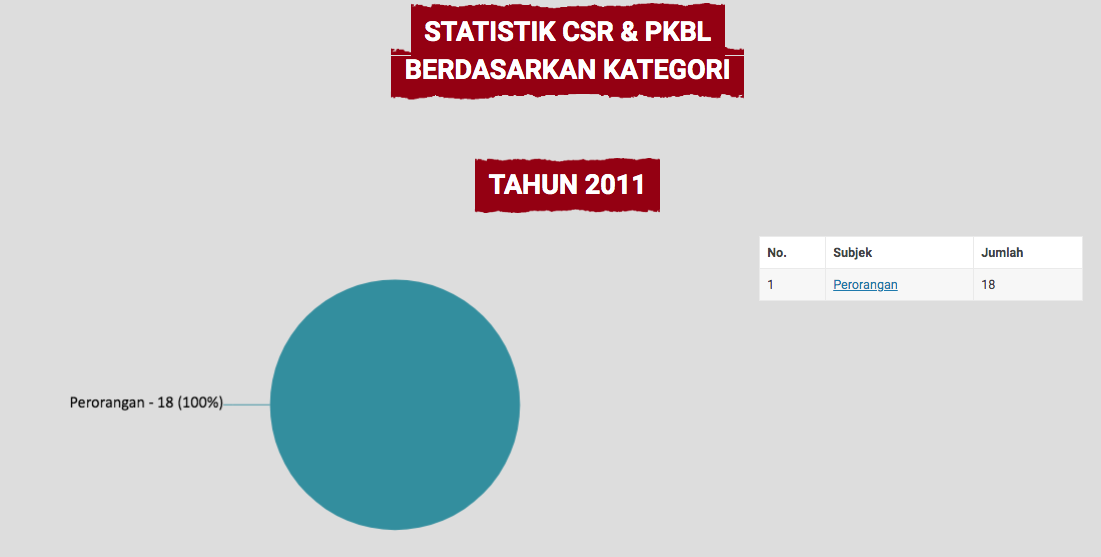 STATISTIK CSR & PKBL
BERDASARKAN KATEGORI
TAHUN 2011
No. Subjek Jumlah
1 Perorangan 18
Perorangan - 18 (100%)